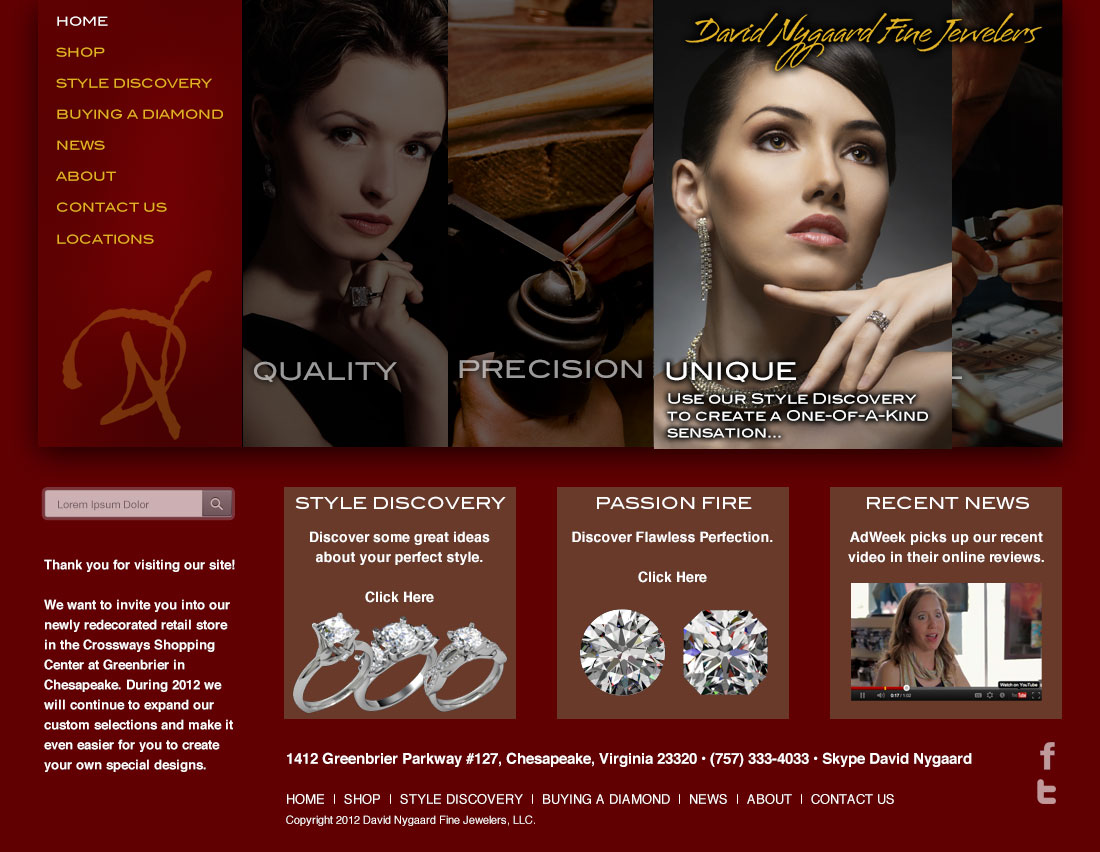 HOME
SHOP
STYLE DISCOVERY
BUYING A DIAMOND
NEWS
ABOUT
CONTACT US
LOCATIONS
David Nygaard Fine Jewelers
QUALITY
PRECISION
UNIQUE
USE OUR STYLE DISCOVERY
TO CREATE A ONE-OF-A-KIND
SENSATION...
L
Lorem Ipsum Dolor
Thank you for visiting our site!
We want to invite you into our
newly redecorated retail store
in the Crossways Shopping
Center at Greenbrier in
Chesapeake. During 2012 we
will continue to expand our
custom selections and make it
even easier for you to create
your own special designs.
STYLE DISCOVERY
Discover some great ideas
about your perfect style.
Click Here
PASSION FIRE
Discover Flawless Perfection.
Click Here
RECENT NEWS
AdWeek picks up our recent
video in their online reviews.
Watch on YouTube
0:17 / 1:02
1412 Greenbrier Parkway #127, Chesapeake, Virginia 23320 • (757) 333-4033 • Skype David Nygaard
HOME | SHOP | STYLE DISCOVERY | BUYING A DIAMOND | NEWS | ABOUT | CONTACT US
Copyright 2012 David Nygaard Fine Jewelers, LLC.